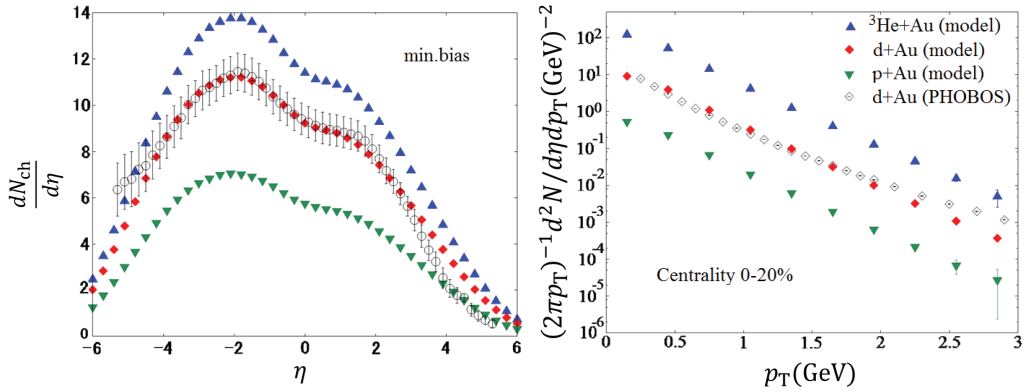 14
12
10
8
6
4
2
0
−6 −4 −2 0 2 4 6
dN_ch/dη
η
min.bias
10^2
10^1
10^0
10^-1
10^-2
10^-3
10^-4
10^-5
10^-6
0 0.5 1 1.5 2 2.5 3
(2πp_T)^−1 d^2N/dηdp_T(GeV)^−2
p_T(GeV)
^3He+Au (model)
d+Au (model)
p+Au (model)
d+Au (PHOBOS)
Centrality 0-20%